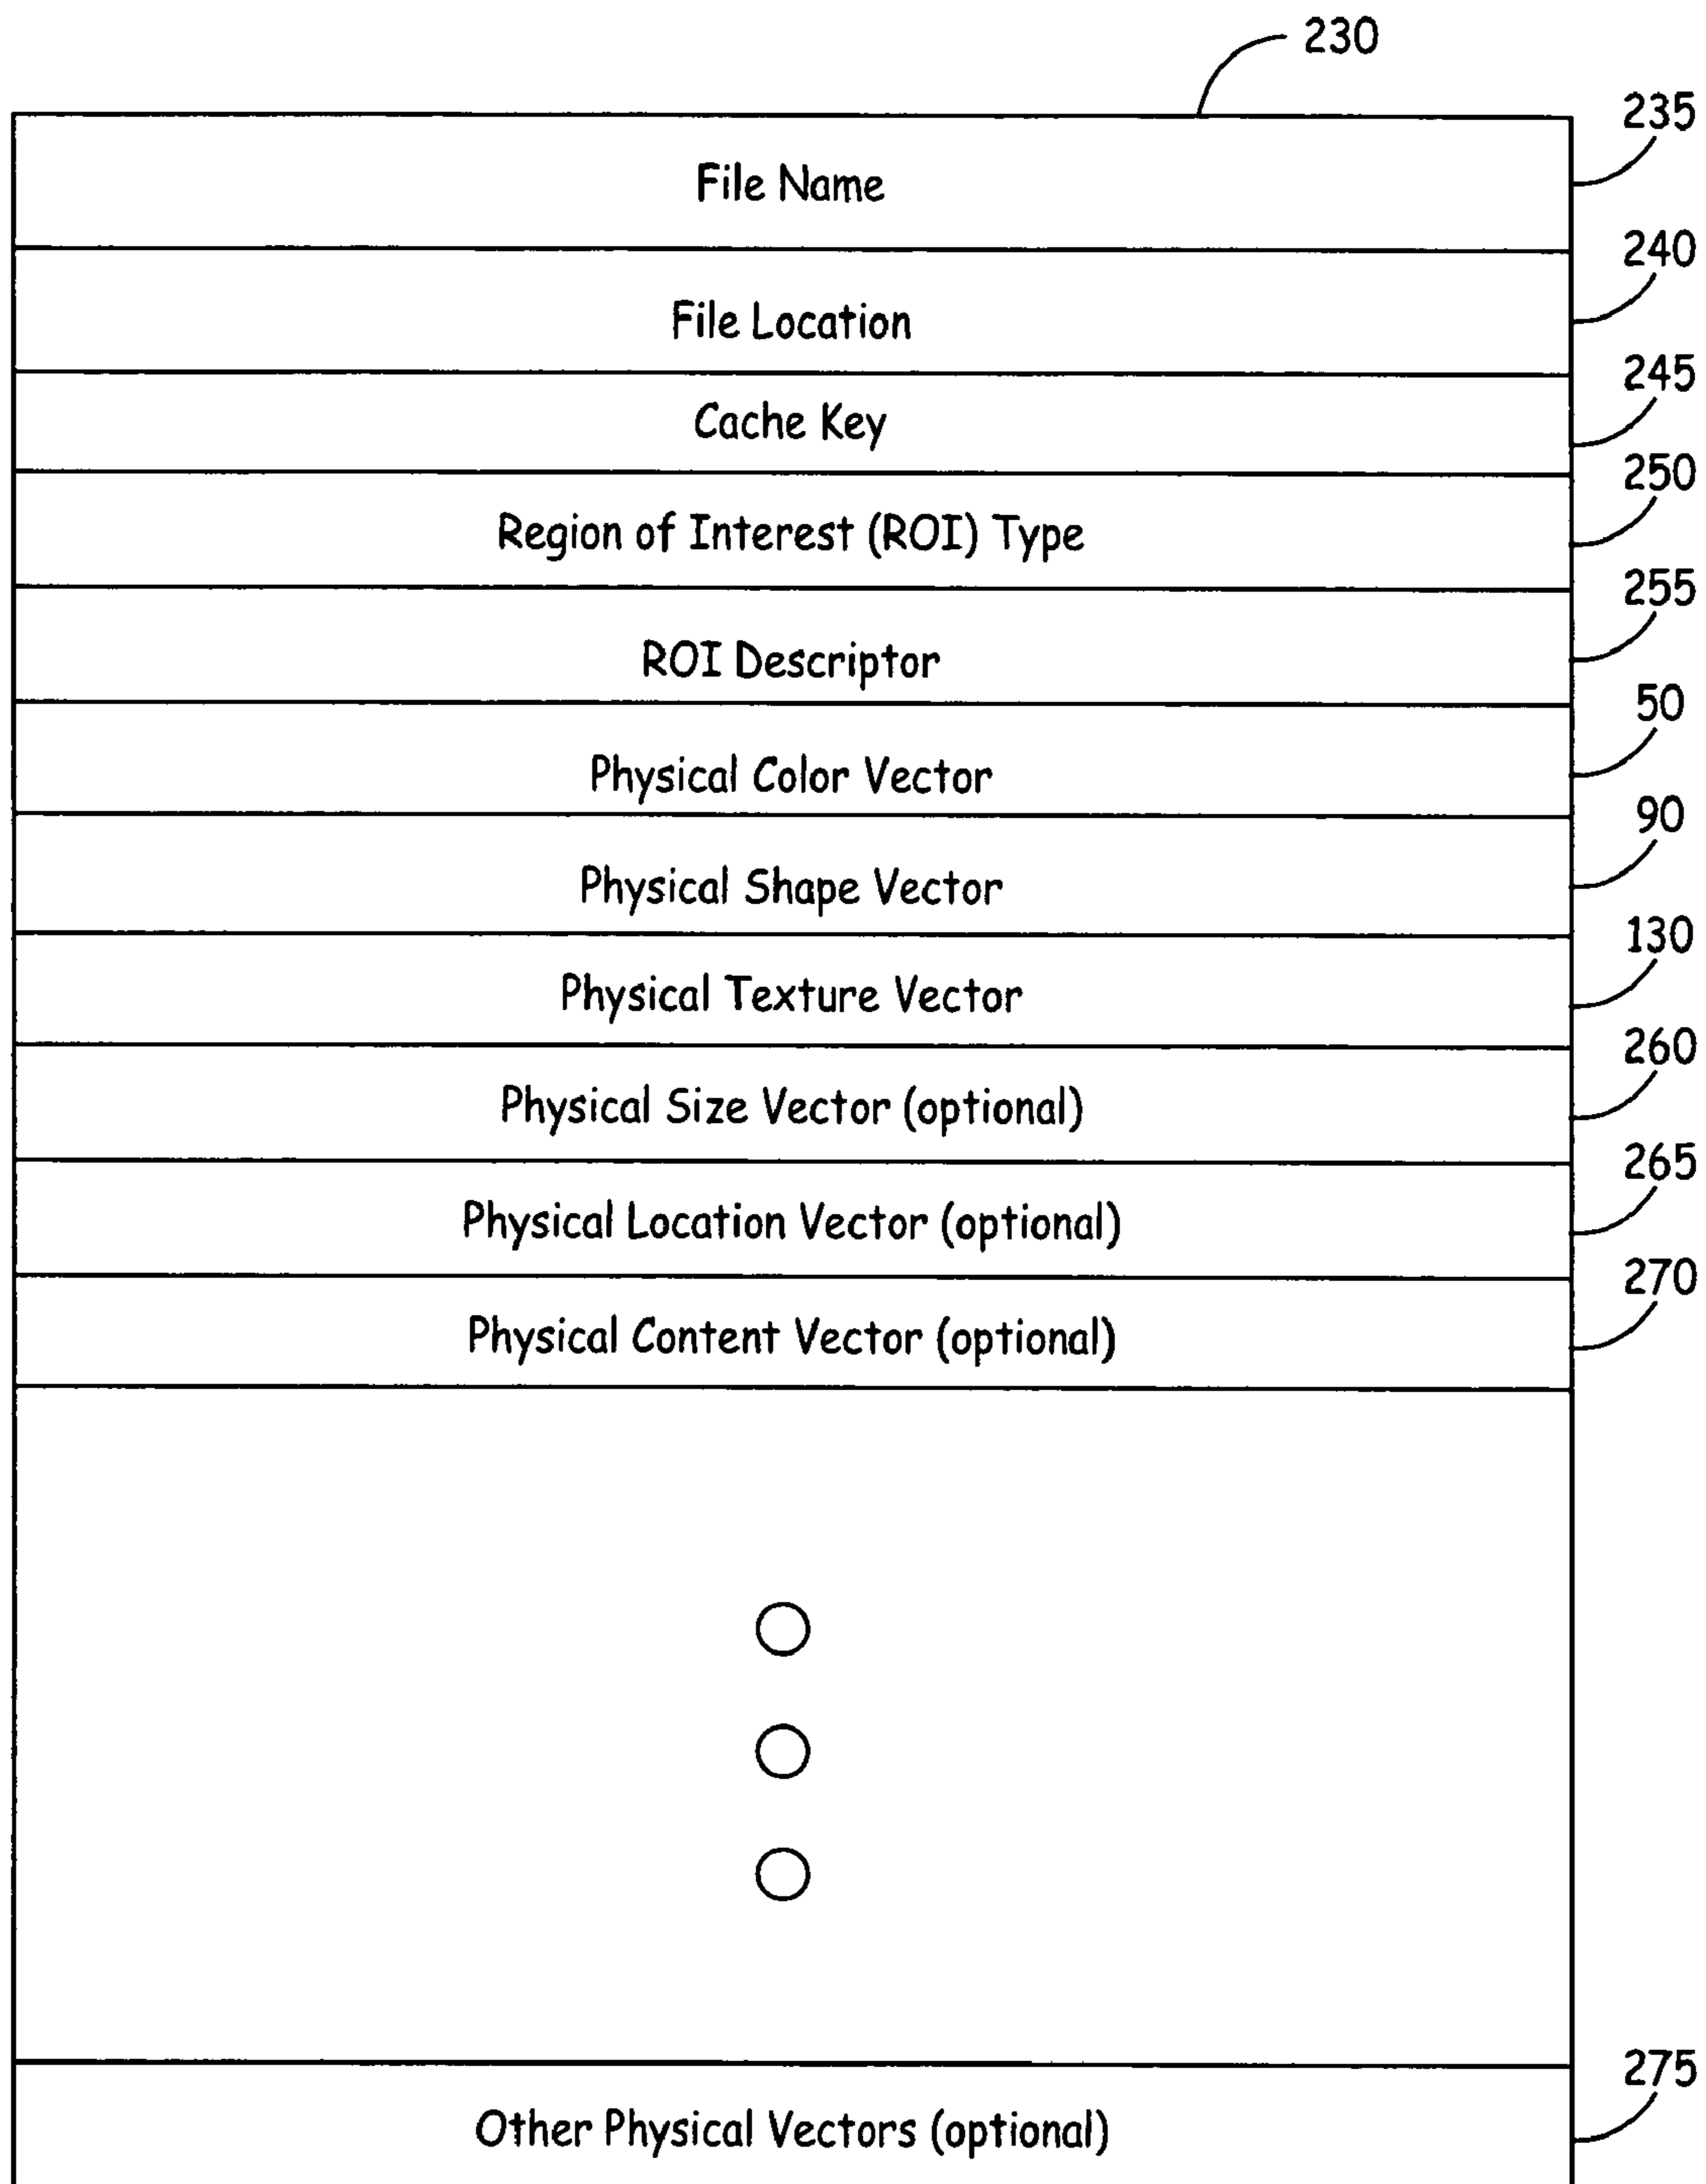 230
235
File Name
240
File Location
245
Cache Key
250
Region of Interest (ROI) Type
255
ROI Descriptor
50
Physical Color Vector
90
Physical Shape Vector
130
Physical Texture Vector
260
Physical Size Vector (optional)
265
Physical Location Vector (optional)
270
Physical Content Vector (optional)
275
Other Physical Vectors (optional)